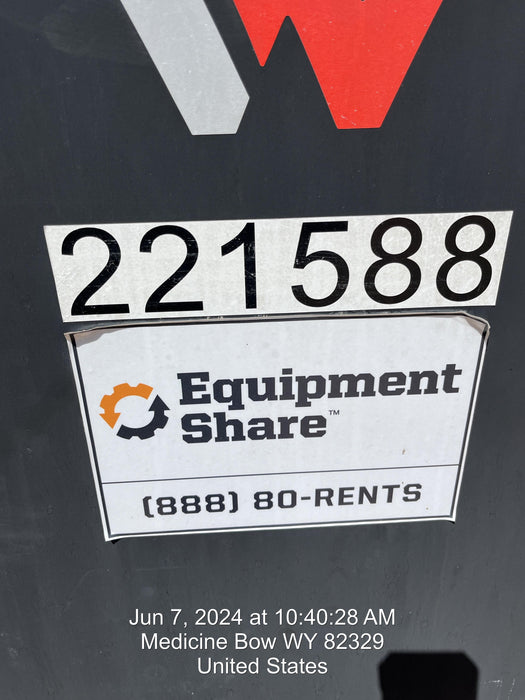 221588
Equipment
Share™
(888) 80-RENTS
Jun 7, 2024 at 10:40:28 AM
Medicine Bow WY 82329
United States